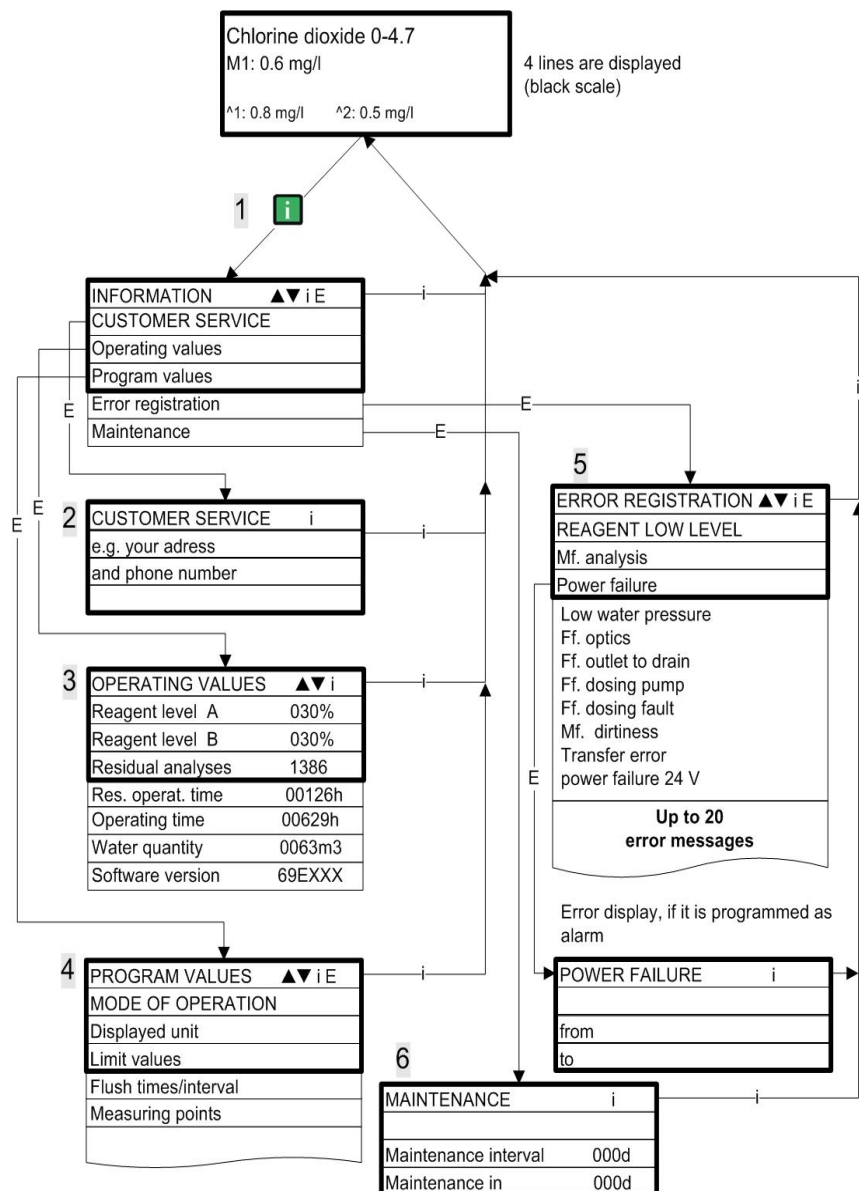 Chlorine dioxide 0-4.7
M1: 0.6 mg/l
^1: 0.8 mg/l ^2: 0.5 mg/l
4 lines are displayed
(black scale)
1 i
INFORMATION ▲▼ i E
CUSTOMER SERVICE
Operating values
Program values
Error registration
Maintenance
i
E
E
E
E
E
i
2
CUSTOMER SERVICE i
e.g. your adress
and phone number
i
3
OPERATING VALUES ▲▼ i
Reagent level A 030%
Reagent level B 030%
Residual analyses 1386
Res. operat. time 00126h
Operating time 00629h
Water quantity 0063m3
Software version 69EXXX
i
4
PROGRAM VALUES ▲▼ i E
MODE OF OPERATION
Displayed unit
Limit values
Flush times/interval
Measuring points
i
5
ERROR REGISTRATION ▲▼ i E
REAGENT LOW LEVEL
Mf. analysis
Power failure
Low water pressure
Ff. optics
Ff. outlet to drain
Ff. dosing pump
Ff. dosing fault
Mf. dirtiness
Transfer error
power failure 24 V
Up to 20
error messages
E
Error display, if it is programmed as
alarm
POWER FAILURE i
from
to
6
MAINTENANCE i
Maintenance interval 000d
Maintenance in 000d
i